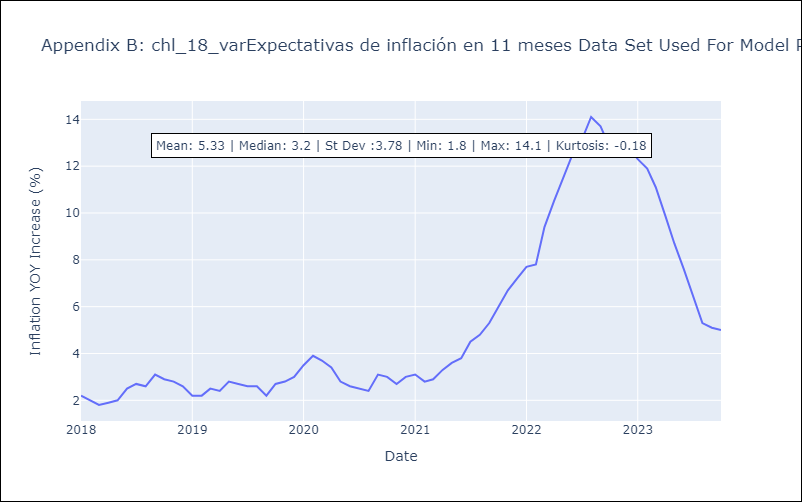 Appendix B: chl_18_varExpectativas de inflación en 11 meses Data Set Used For Model
14
Mean: 5.33 | Median: 3.2 | St Dev :3.78 | Min: 1.8 | Max: 14.1 | Kurtosis: -0.18
12
10
8
6
4
2
Inflation YOY Increase (%)
2018 2019 2020 2021 2022 2023
Date